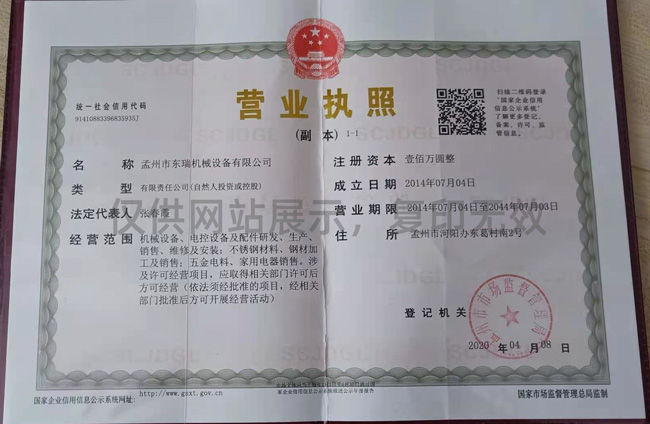 统一社会信用代码
91410883396835935J
营业执照
(副 本) 1-1
扫描二维码登录
"国家企业信用
信息公示系统"
了解更多登记、
备案、许可、监
管信息。
名 称 孟州市东瑞机械设备有限公司
类 型 有限责任公司(自然人投资或控股)
法定代表人 张春霞
经营范围 机械设备、电控设备及配件研发、生产、
销售、维修及安装；不锈钢材料、钢材加
工及销售；五金电料、家用电器销售。涉
及许可经营项目，应取得相关部门许可后
方可经营（依法须经批准的项目，经相关
部门批准后方可开展经营活动）
注册资本 壹佰万圆整
成立日期 2014年07月04日
营业期限 2014年07月04日至2044年07月03日
住 所 孟州市河阳办东葛村南2号
仅供网站展示，复印无效
登记机关
孟州市市场监督管理局
2020 年 04 月 08 日
国家企业信用信息公示系统网址: http://www.gsxt.gov.cn
国家市场监督管理总局监制